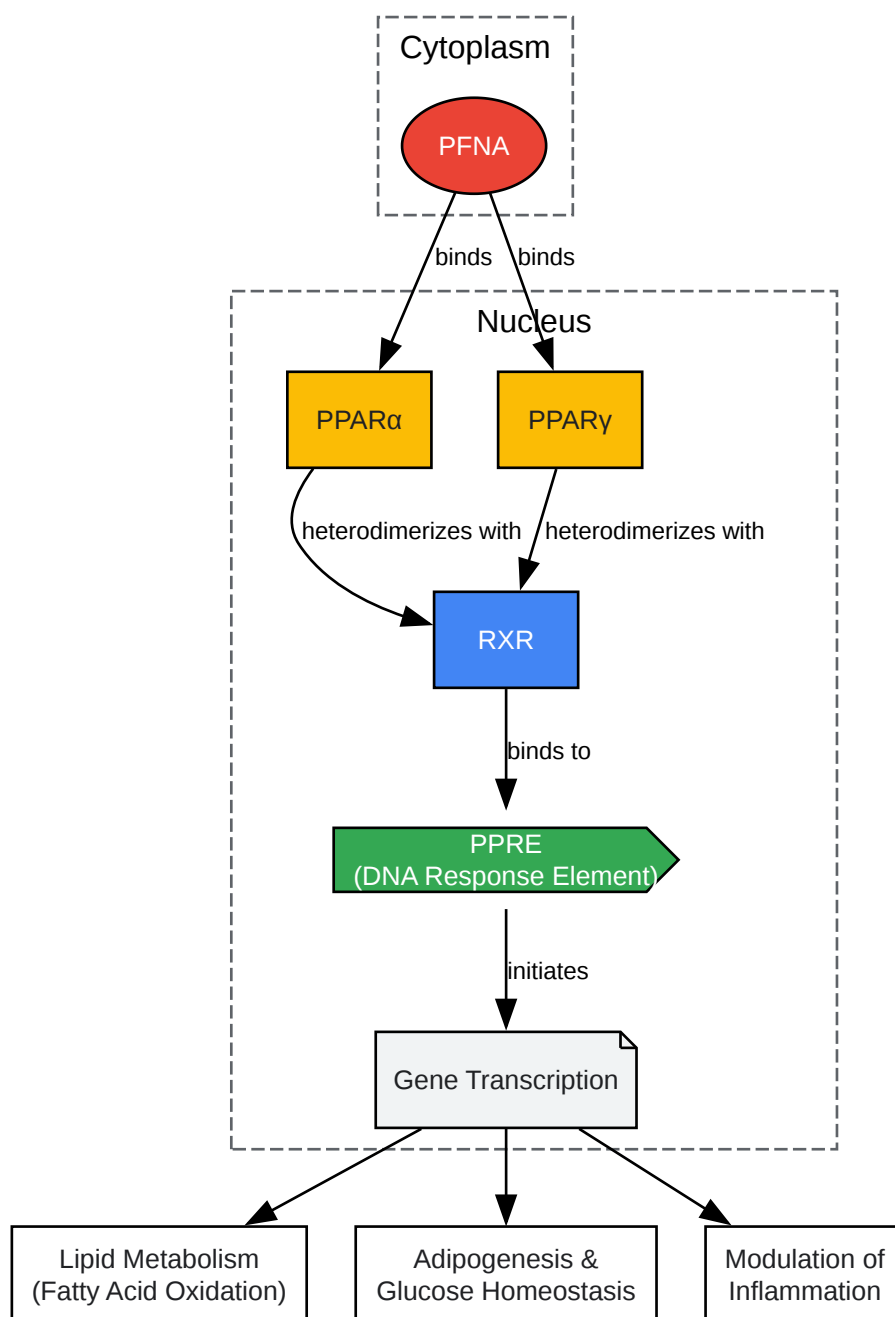 Cytoplasm
PFNA
binds
binds
Nucleus
PPARα
PPARγ
heterodimerizes with
heterodimerizes with
RXR
binds to
PPRE
(DNA Response Element)
initiates
Gene Transcription
Lipid Metabolism
(Fatty Acid Oxidation)
Adipogenesis &
Glucose Homeostasis
Modulation of
Inflammation